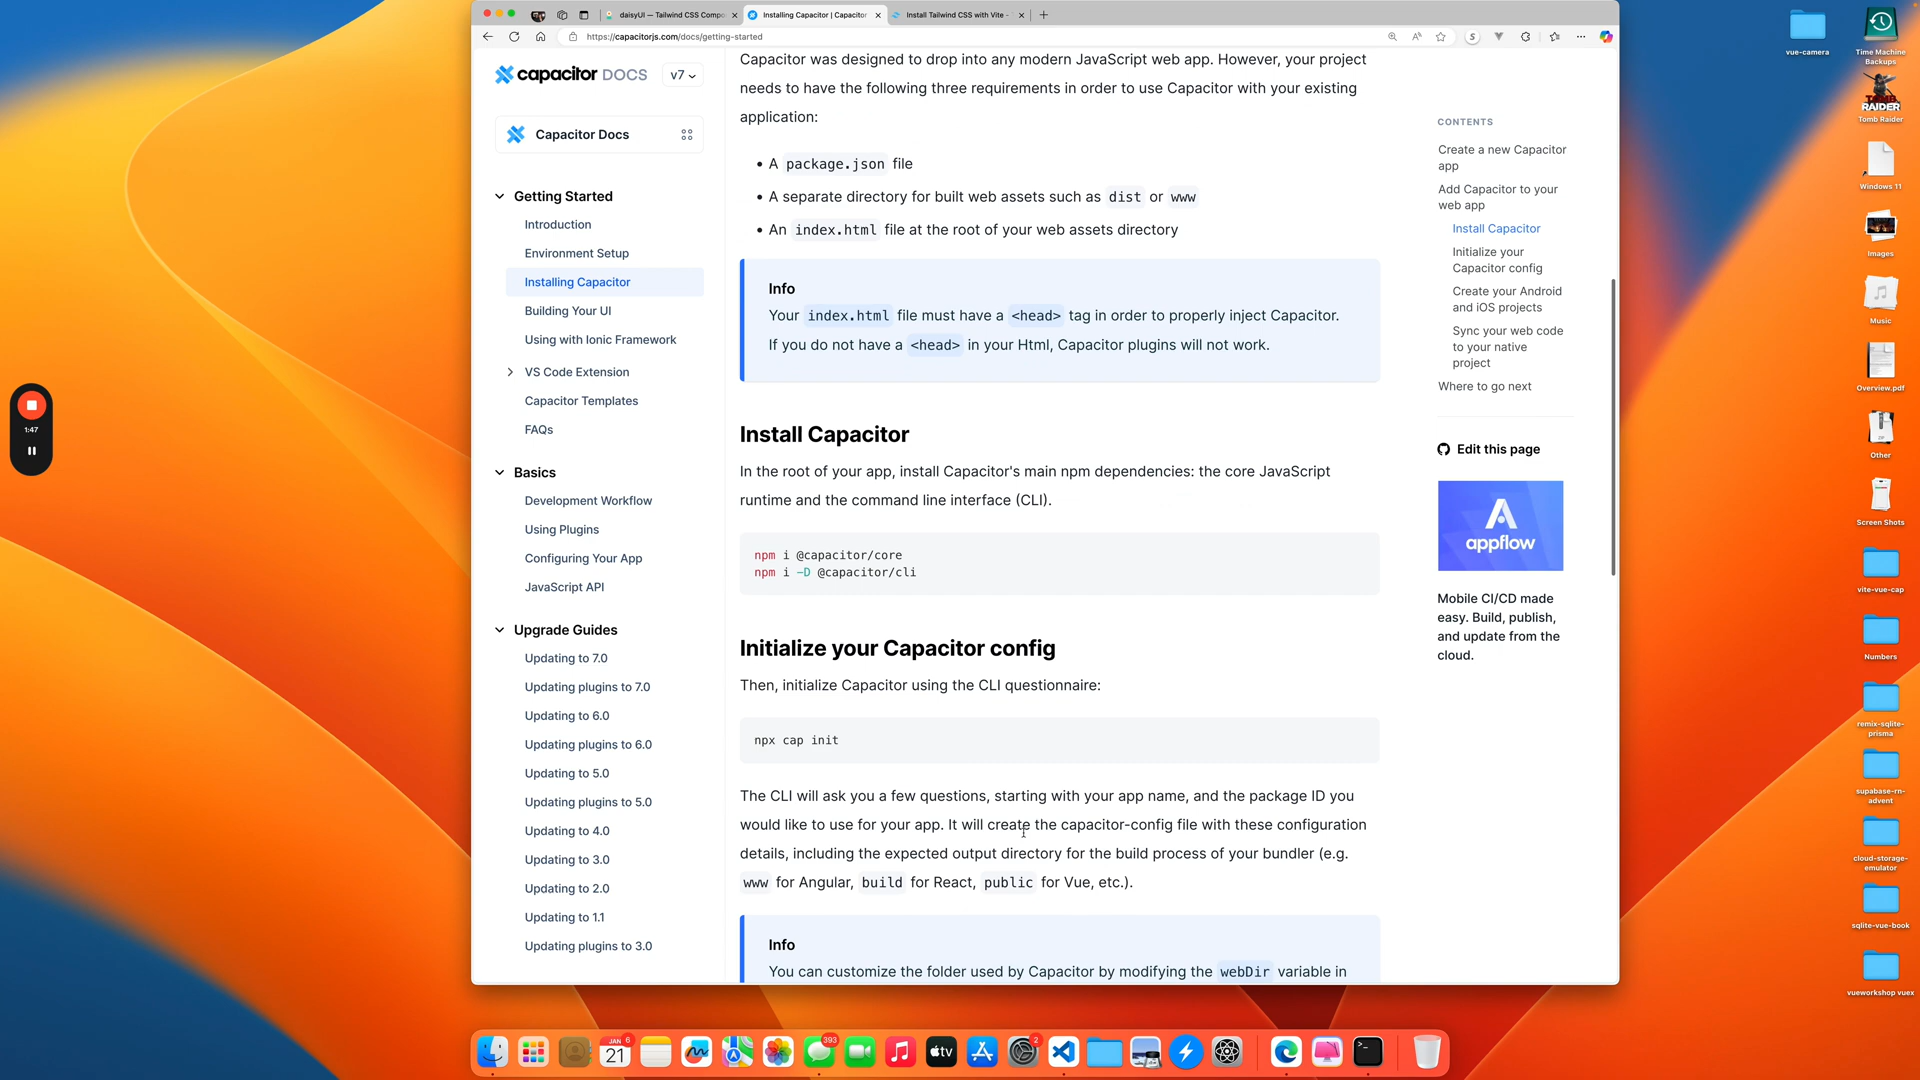 daisyUI — Tailwind CSS Compo
Installing Capacitor | Capacitor
Install Tailwind CSS with Vite -
https://capacitorjs.com/docs/getting-started
capacitor DOCS
v7
Capacitor Docs
Getting Started
Introduction
Environment Setup
Installing Capacitor
Building Your UI
Using with Ionic Framework
VS Code Extension
Capacitor Templates
FAQs
Basics
Development Workflow
Using Plugins
Configuring Your App
JavaScript API
Upgrade Guides
Updating to 7.0
Updating plugins to 7.0
Updating to 6.0
Updating plugins to 6.0
Updating to 5.0
Updating plugins to 5.0
Updating to 4.0
Updating to 3.0
Updating to 2.0
Updating to 1.1
Updating plugins to 3.0
Capacitor was designed to drop into any modern JavaScript web app. However, your project
needs to have the following three requirements in order to use Capacitor with your existing
application:
• A package.json file
• A separate directory for built web assets such as dist or www
• An index.html file at the root of your web assets directory
Info
Your index.html file must have a <head> tag in order to properly inject Capacitor.
If you do not have a <head> in your Html, Capacitor plugins will not work.
Install Capacitor
In the root of your app, install Capacitor's main npm dependencies: the core JavaScript
runtime and the command line interface (CLI).
npm i @capacitor/core
npm i -D @capacitor/cli
Initialize your Capacitor config
Then, initialize Capacitor using the CLI questionnaire:
npx cap init
The CLI will ask you a few questions, starting with your app name, and the package ID you
would like to use for your app. It will create the capacitor-config file with these configuration
details, including the expected output directory for the build process of your bundler (e.g.
www for Angular, build for React, public for Vue, etc.).
Info
You can customize the folder used by Capacitor by modifying the webDir variable in
CONTENTS
Create a new Capacitor
app
Add Capacitor to your
web app
Install Capacitor
Initialize your
Capacitor config
Create your Android
and iOS projects
Sync your web code
to your native
project
Where to go next
Edit this page
appflow
Mobile CI/CD made
easy. Build, publish,
and update from the
cloud.
1:47
vue-camera
Time Machine
Backups
TOMB
RAIDER
Tomb Raider
Windows 11
Images
Music
Overview.pdf
ZIP
Other
Screen Shots
vite-vue-cap
Numbers
remix-sqlite-
prisma
supabase-rn-
advent
cloud-storage-
emulator
sqlite-vue-book
vueworkshop vuex
JAN
6
21
393
tv
2